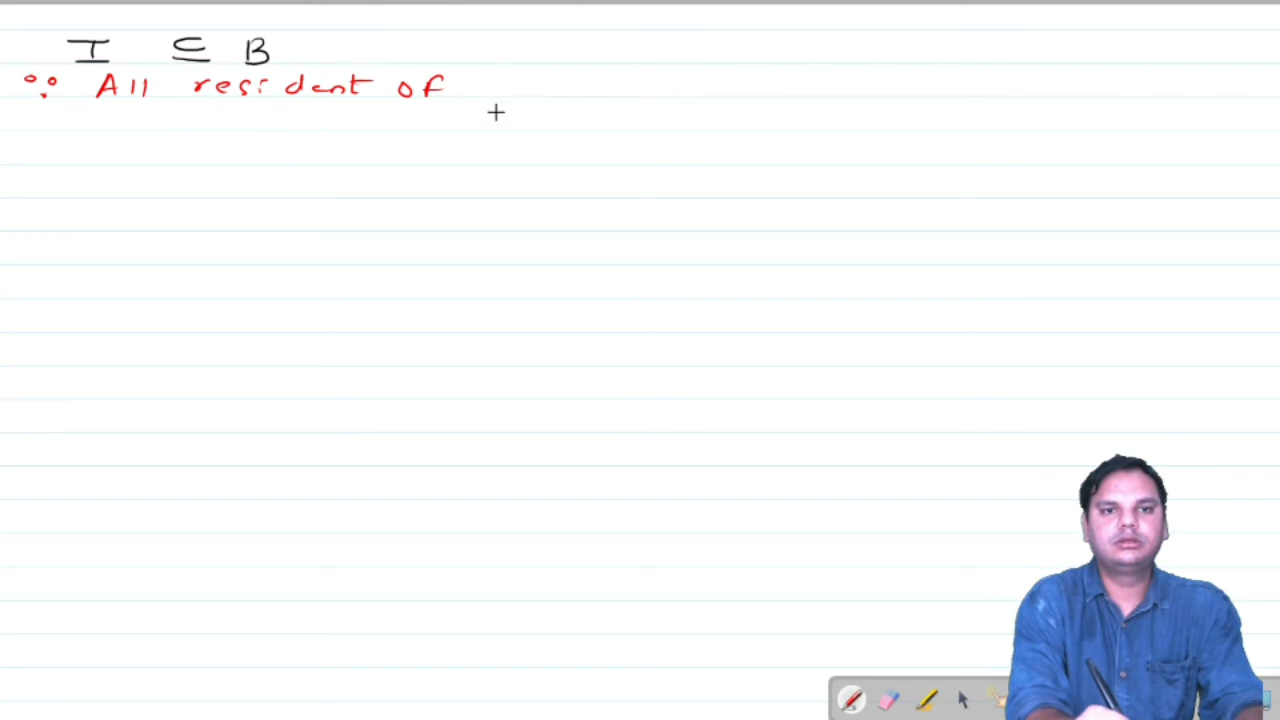 I ⊆ B
∵ All resident of